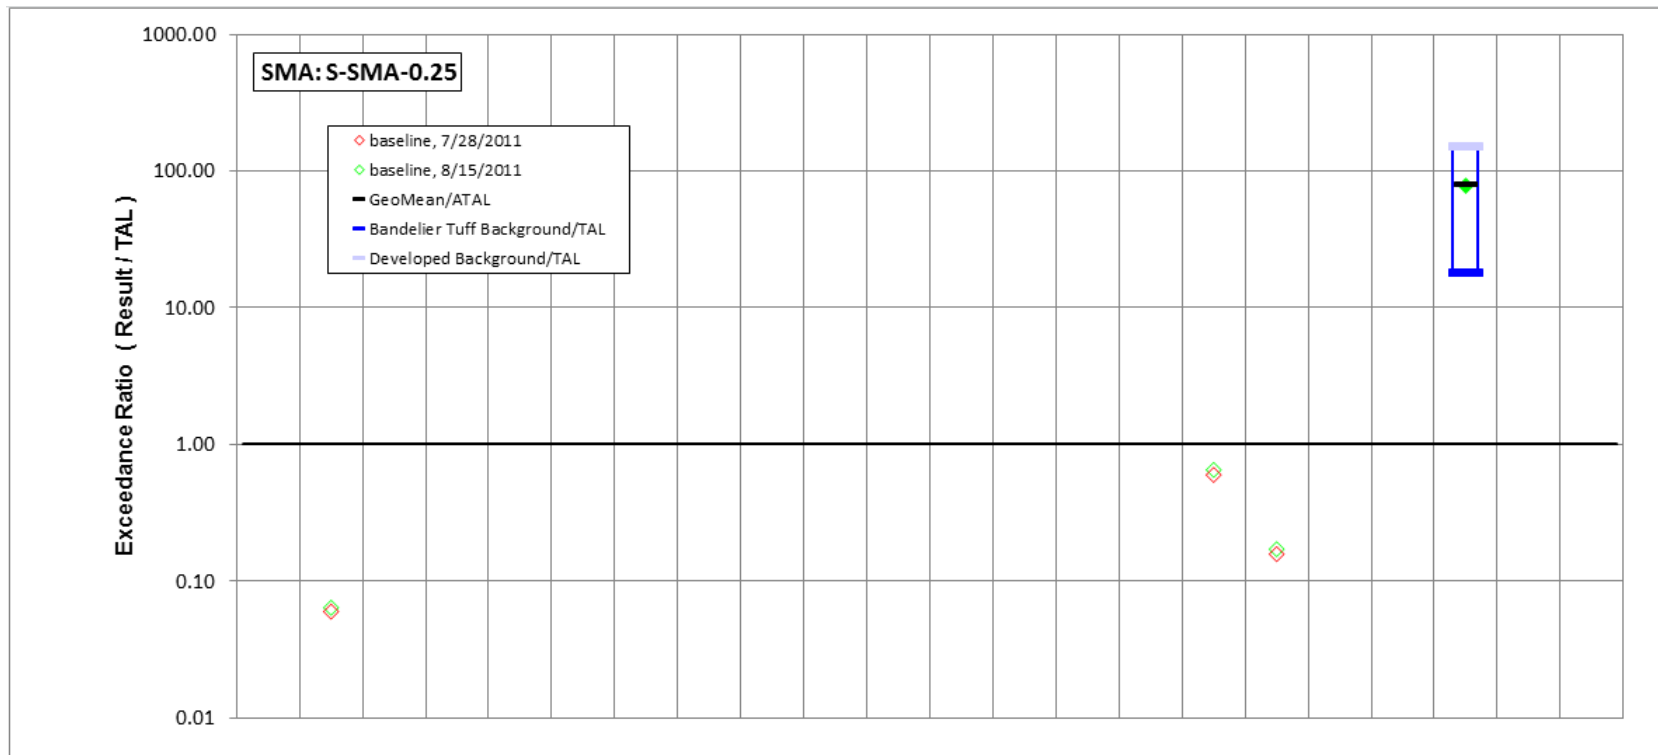 1000.00
SMA: S-SMA-0.25
baseline, 7/28/2011
baseline, 8/15/2011
GeoMean/ATAL
Bandelier Tuff Background/TAL
Developed Background/TAL
100.00
10.00
1.00
0.10
0.01
Exceedance Ratio ( Result / TAL )